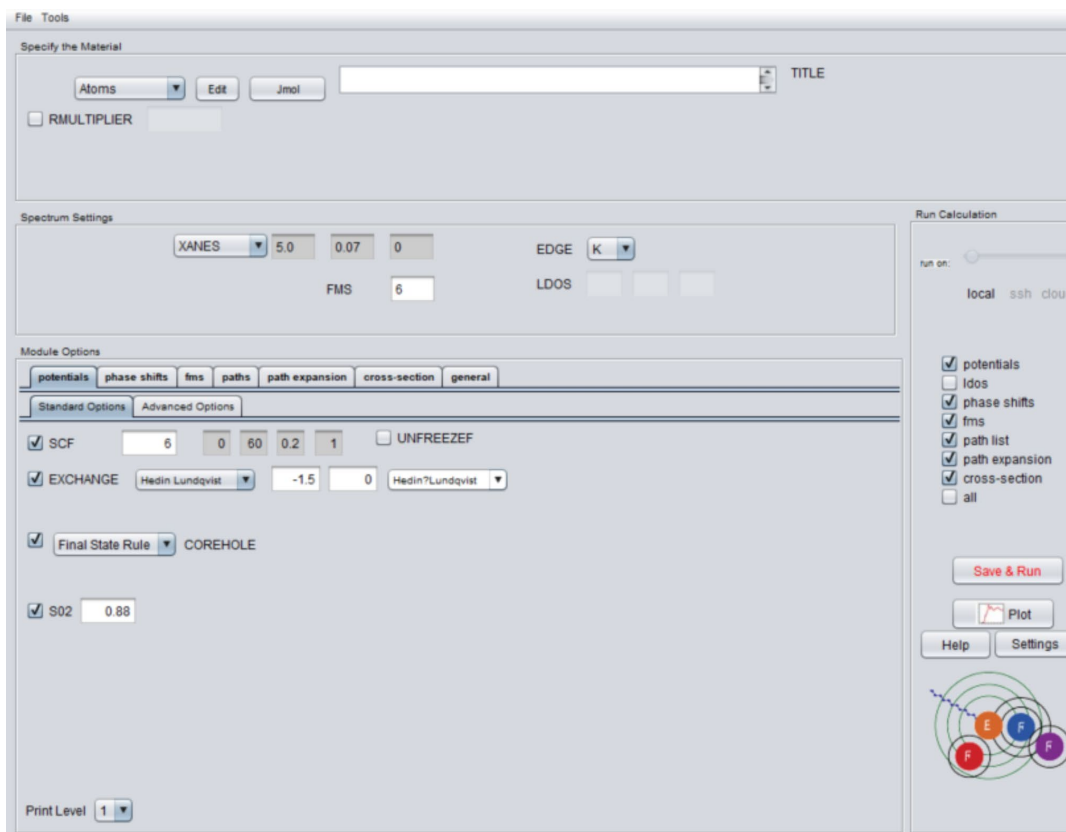 File Tools
Specify the Material
Atoms Edit Jmol TITLE
RMULTIPLIER
Spectrum Settings
XANES 5.0 0.07 0 EDGE K
FMS 6 LDOS
Run Calculation
run on:
local ssh clou
Module Options
potentials phase shifts fms paths path expansion cross-section general
Standard Options Advanced Options
SCF 6 0 60 0.2 1 UNFREEZEF
EXCHANGE Hedin Lundqvist -1.5 0 Hedin?Lundqvist
Final State Rule COREHOLE
S02 0.88
Print Level 1
potentials
ldos
phase shifts
fms
path list
path expansion
cross-section
all
Save & Run
Plot
Help Settings
E F
F F